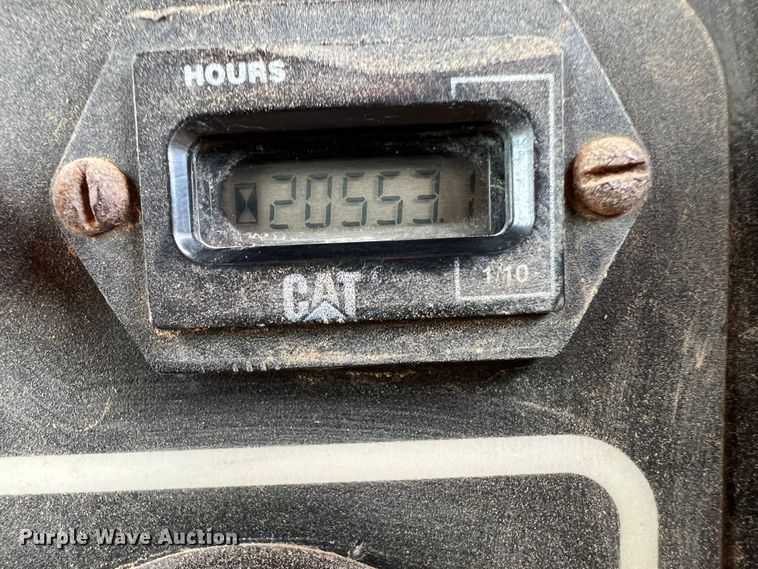 HOURS
20553.1
CAT
1/10
Purple Wave Auction